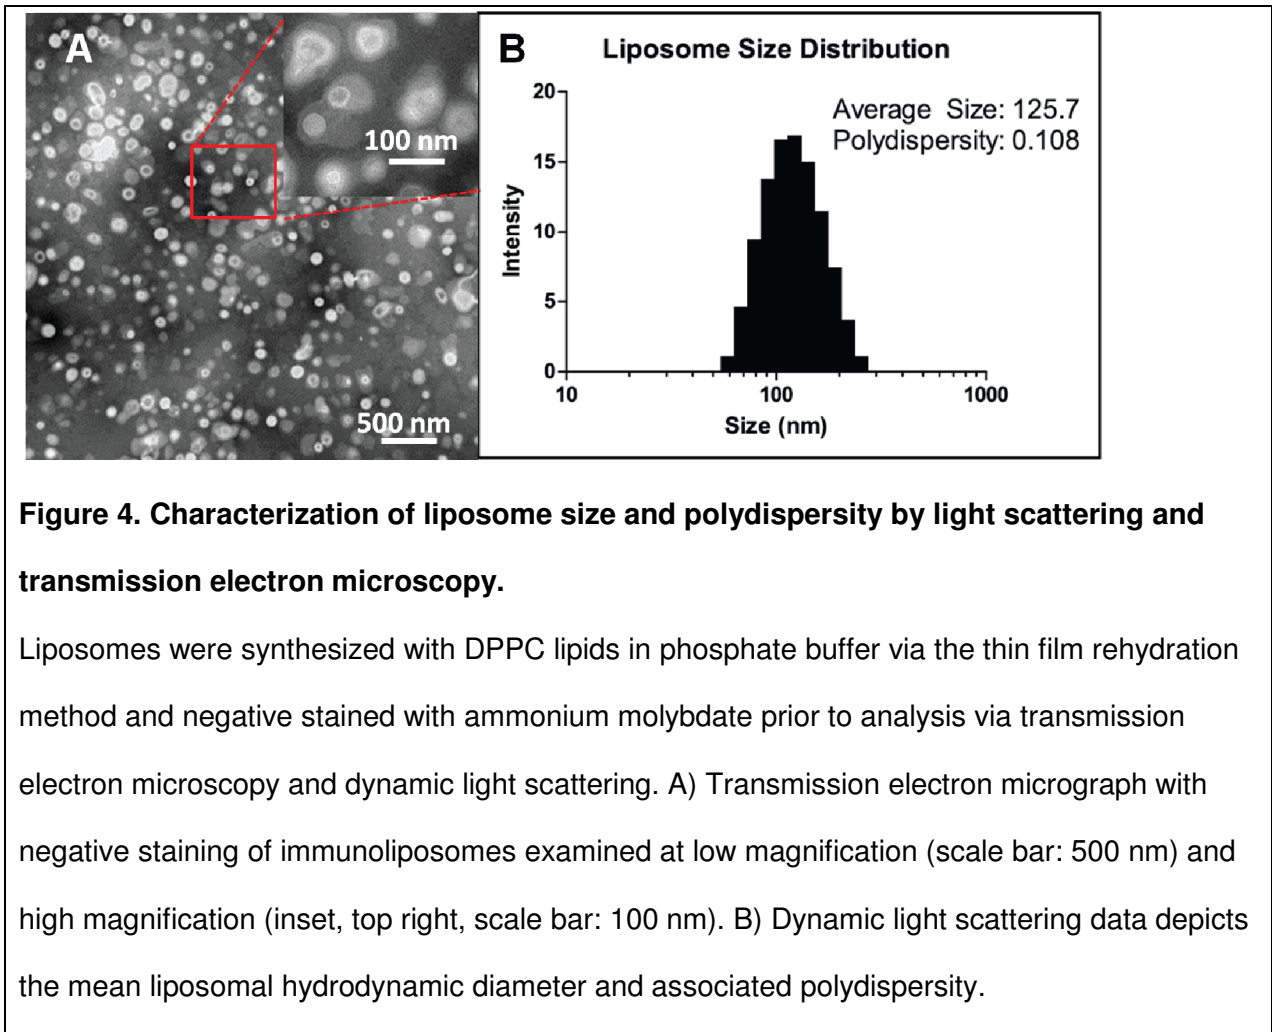 A
100 nm
500 nm
B
Liposome Size Distribution
Average Size: 125.7
Polydispersity: 0.108
20
15
10
5
0
Intensity
10
100
1000
Size (nm)
Figure 4. Characterization of liposome size and polydispersity by light scattering and
transmission electron microscopy.
Liposomes were synthesized with DPPC lipids in phosphate buffer via the thin film rehydration
method and negative stained with ammonium molybdate prior to analysis via transmission
electron microscopy and dynamic light scattering. A) Transmission electron micrograph with
negative staining of immunoliposomes examined at low magnification (scale bar: 500 nm) and
high magnification (inset, top right, scale bar: 100 nm). B) Dynamic light scattering data depicts
the mean liposomal hydrodynamic diameter and associated polydispersity.